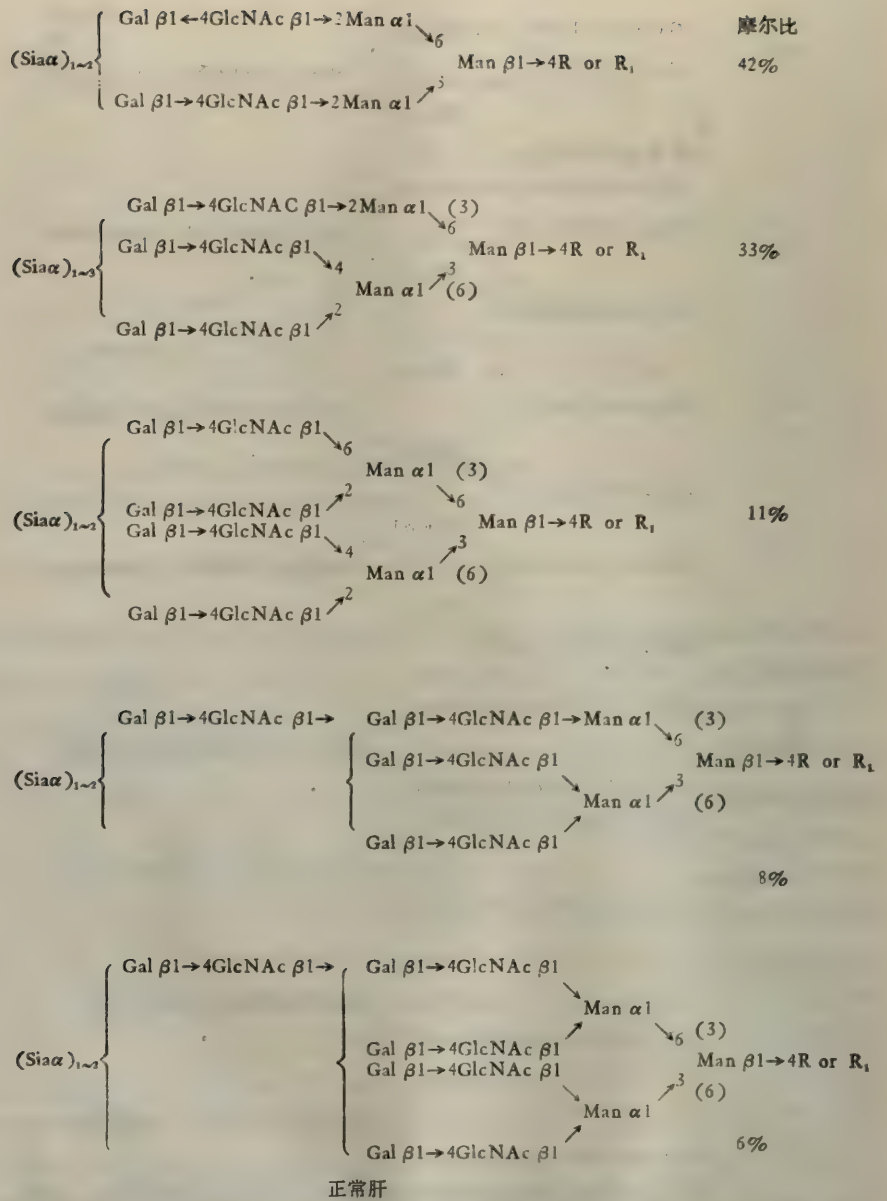 Gal β1←4GlcNAc β1→2Man α1 摩尔比
↘6
(Siaα)1~2 Man β1→4R or R1 42%
Gal β1→4GlcNAc β1→2Man α1 ↗3
Gal β1→4GlcNAC β1→2Man α1 (3)
↘6
Gal β1→4GlcNAc β1 Man β1→4R or R1 33%
(Siaα)1~3 ↘4 ↗3
Man α1 (6)
Gal β1→4GlcNAc β1 ↗2
Gal β1→4GlcNAc β1 ↘6
Man α1 (3)
Gal β1→4GlcNAc β1 ↗2 ↘6
(Siaα)1~2 Man β1→4R or R1 11%
Gal β1→4GlcNAc β1 ↘4 ↗3
Man α1 (6)
Gal β1→4GlcNAc β1 ↗2
Gal β1→4GlcNAc β1→ Gal β1→4GlcNAc β1→Man α1 (3)
↘6
Gal β1→4GlcNAc β1 Man β1→4R or R1
(Siaα)1~2 ↘ ↗3
Man α1 (6)
Gal β1→4GlcNAc β1 ↗
8%
Gal β1→4GlcNAc β1→ Gal β1→4GlcNAc β1
↘ Man α1
↘6 (3)
Gal β1→4GlcNAc β1 ↗
(Siaα)1~2 Man β1→4R or R1
Gal β1→4GlcNAc β1 ↗3 (6)
↘ Man α1
Gal β1→4GlcNAc β1 ↗ 6%
正常肝